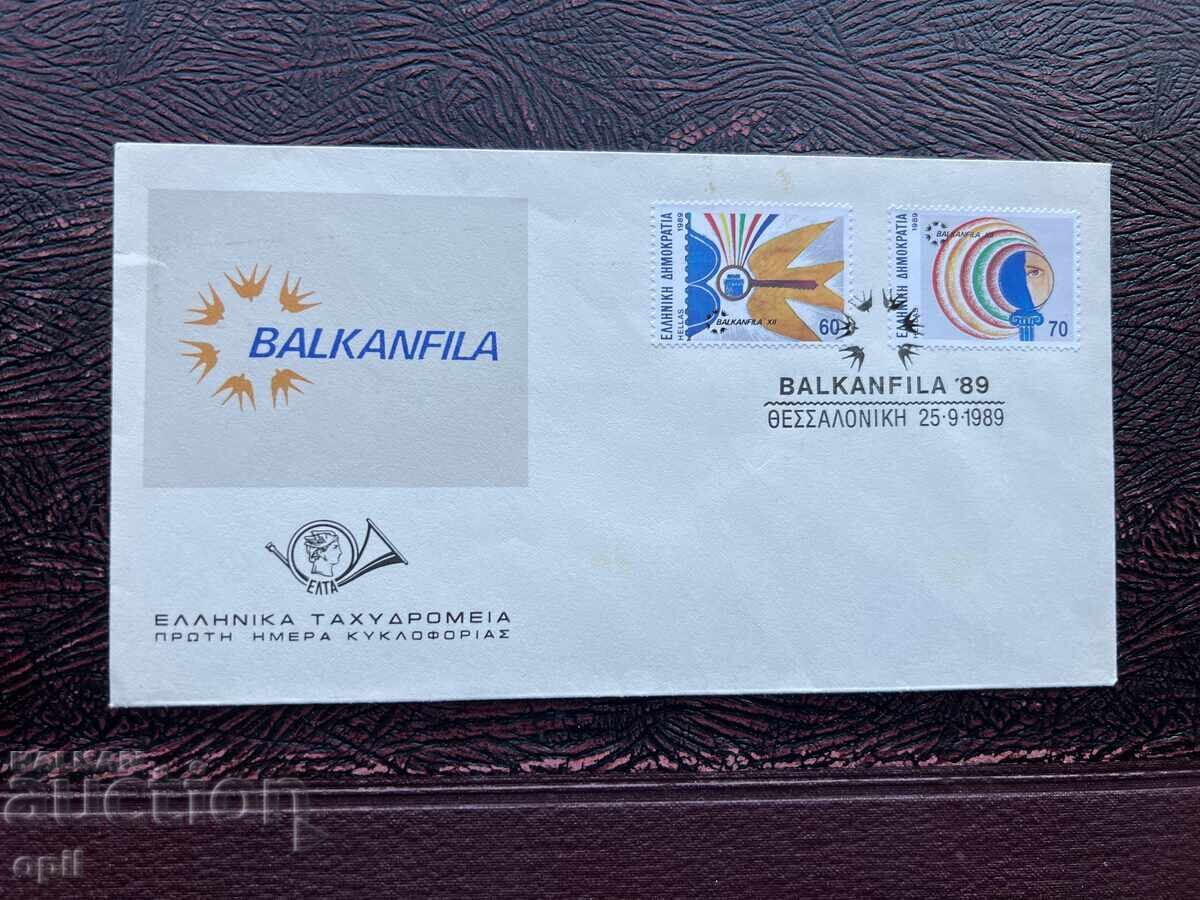 BALKANFILA
ΕΛΤΑ
ΕΛΛΗΝΙΚΑ ΤΑΧΥΔΡΟΜΕΙΑ
ΠΡΩΤΗ ΗΜΕΡΑ ΚΥΚΛΟΦΟΡΙΑΣ
ΕΛΛΗΝΙΚΗ ΔΗΜΟΚΡΑΤΙΑ
HELLAS 1989
BALKANFILA XII
60
ΕΛΛΗΝΙΚΗ ΔΗΜΟΚΡΑΤΙΑ
1989
BALKANFILA XII
70
BALKANFILA '89
ΘΕΣΣΑΛΟΝΙΚΗ 25·9·1989
BALKAN
auction
opil